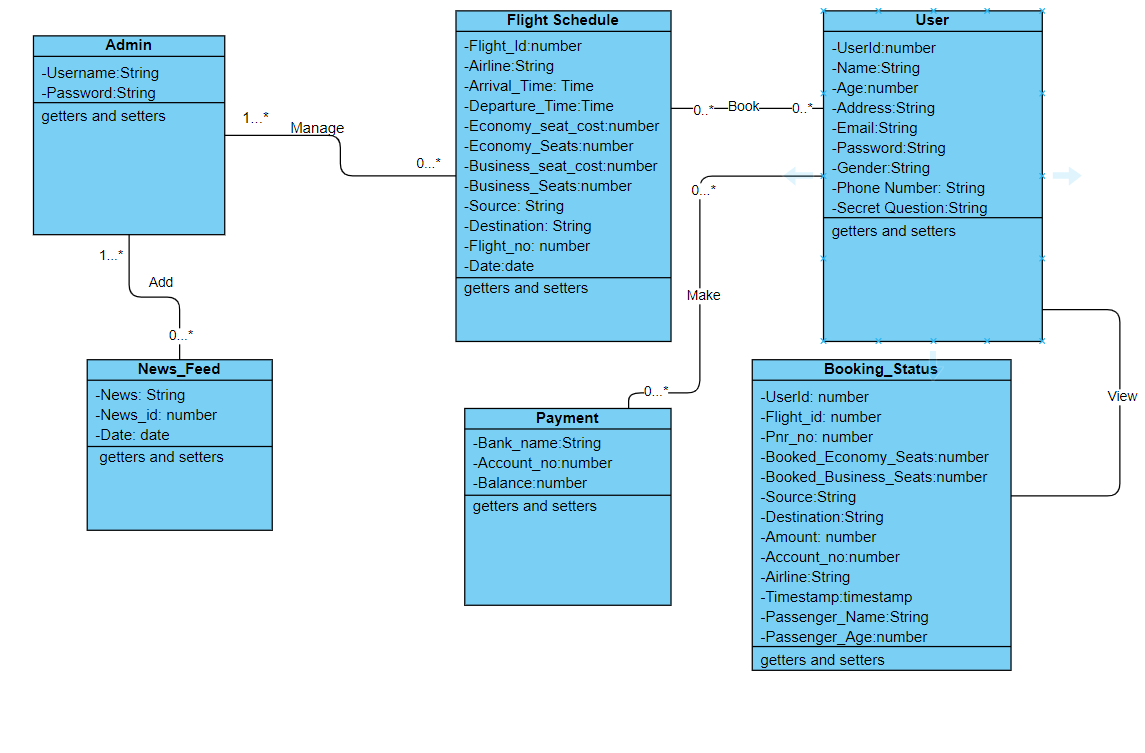 Admin
-Username:String
-Password:String
getters and setters
1...*
Manage
0...*
Flight Schedule
-Flight_Id:number
-Airline:String
-Arrival_Time: Time
-Departure_Time:Time
-Economy_seat_cost:number
-Economy_Seats:number
-Business_seat_cost:number
-Business_Seats:number
-Source: String
-Destination: String
-Flight_no: number
-Date:date
getters and setters
0..*
Book
0..*
User
-UserId:number
-Name:String
-Age:number
-Address:String
-Email:String
-Password:String
-Gender:String
-Phone Number: String
-Secret Question:String
getters and setters
1...*
Add
0...*
News_Feed
-News: String
-News_id: number
-Date: date
getters and setters
0...*
Make
0...*
Payment
-Bank_name:String
-Account_no:number
-Balance:number
getters and setters
Booking_Status
-UserId: number
-Flight_id: number
-Pnr_no: number
-Booked_Economy_Seats:number
-Booked_Business_Seats:number
-Source:String
-Destination:String
-Amount: number
-Account_no:number
-Airline:String
-Timestamp:timestamp
-Passenger_Name:String
-Passenger_Age:number
getters and setters
View